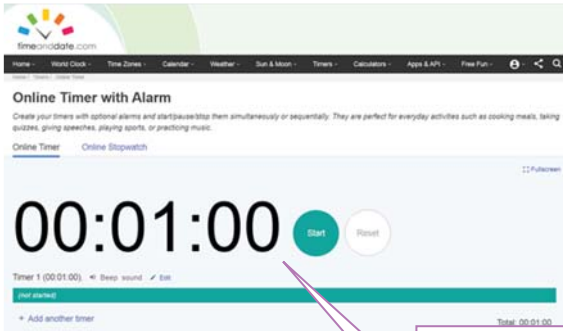 timeanddate.com
Home World Clock Time Zones Calendar Weather Sun & Moon Timers Calculators Apps & API Free Fun
Home / Timers / Online Timer
Online Timer with Alarm
Create your timers with optional alarms and start/pause/stop them simultaneously or sequentially. They are perfect for everyday activities such as cooking meals, taking
quizzes, giving speeches, playing sports, or practicing music.
Online Timer Online Stopwatch
Fullscreen
00:01:00 Start Reset
Timer 1 (00:01:00) Beep sound Edit
(not started)
+ Add another timer Total: 00:01:00